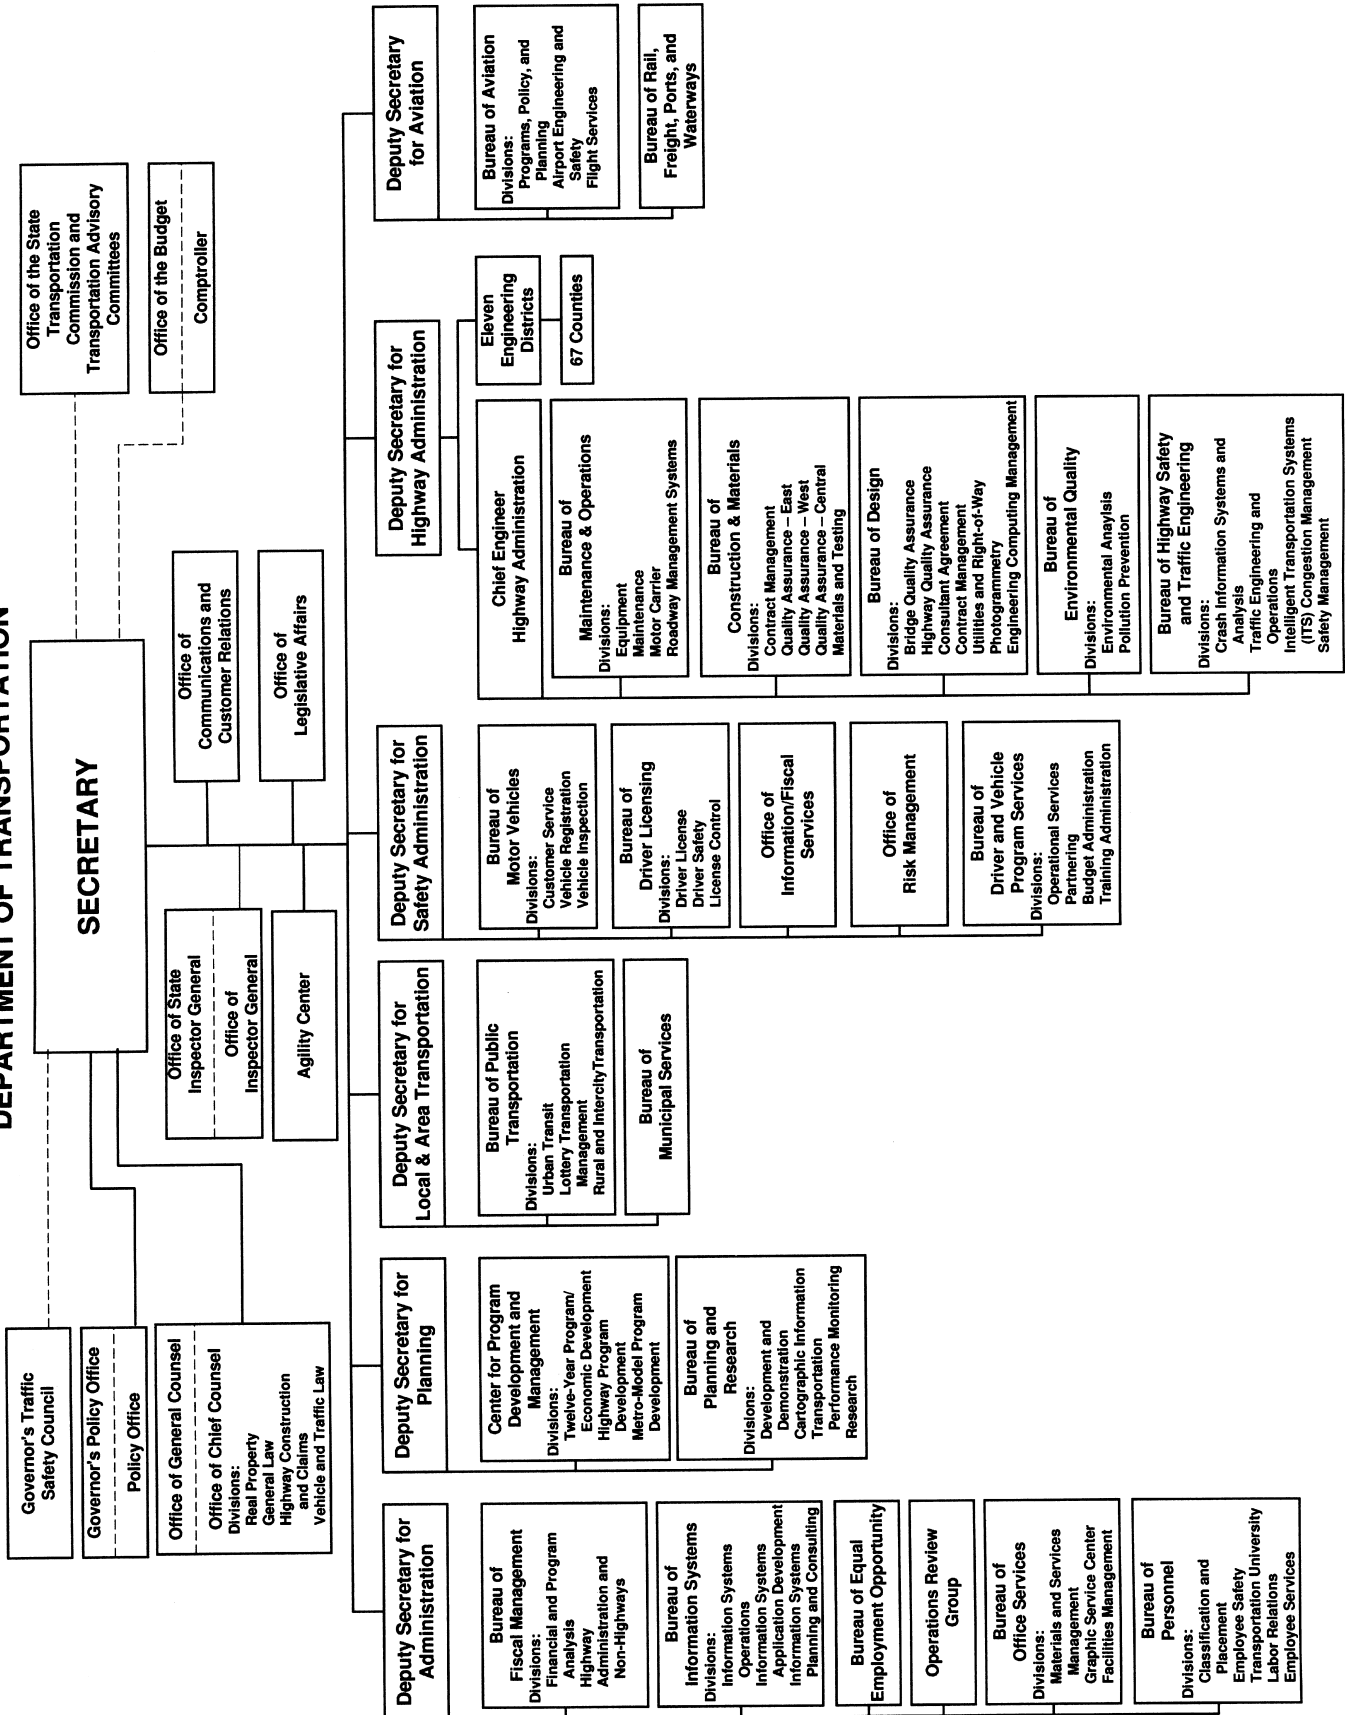 DEPARTMENT OF TRANSPORTATION
SECRETARY
Governor's Traffic
Safety Council
Governor's Policy Office
Policy Office
Office of General Counsel
Office of Chief Counsel
Divisions:
Real Property
General Law
Highway Construction
and Claims
Vehicle and Traffic Law
Office of the State
Transportation
Commission and
Transportation Advisory
Committees
Office of the Budget
Comptroller
Office of State
Inspector General
Office of
Inspector General
Agility Center
Office of
Communications and
Customer Relations
Office of
Legislative Affairs
Deputy Secretary for
Administration
Bureau of
Fiscal Management
Divisions:
Financial and Program
Analysis
Highway
Administration and
Non-Highways
Bureau of
Information Systems
Divisions:
Information Systems
Operations
Information Systems
Application Development
Information Systems
Planning and Consulting
Bureau of Equal
Employment Opportunity
Operations Review
Group
Bureau of
Office Services
Divisions:
Materials and Services
Management
Graphic Service Center
Facilities Management
Bureau of
Personnel
Divisions:
Classification and
Placement
Employee Safety
Transportation University
Labor Relations
Employee Services
Deputy Secretary for
Planning
Center for Program
Development and
Management
Divisions:
Twelve-Year Program/
Economic Development
Highway Program
Development
Metro-Model Program
Development
Bureau of
Planning and
Research
Divisions:
Development and
Demonstration
Cartographic Information
Transportation
Performance Monitoring
Research
Deputy Secretary for
Local & Area Transportation
Bureau of Public
Transportation
Divisions:
Urban Transit
Lottery Transportation
Management
Rural and IntercityTransportation
Bureau of
Municipal Services
Deputy Secretary for
Safety Administration
Bureau of
Motor Vehicles
Divisions:
Customer Service
Vehicle Registration
Vehicle Inspection
Bureau of
Driver Licensing
Divisions:
Driver License
Driver Safety
License Control
Office of
Information/Fiscal
Services
Office of
Risk Management
Bureau of
Driver and Vehicle
Program Services
Divisions:
Operational Services
Partnering
Budget Administration
Training Administration
Deputy Secretary for
Highway Administration
Chief Engineer
Highway Administration
Bureau of
Maintenance & Operations
Divisions:
Equipment
Maintenance
Motor Carrier
Roadway Management Systems
Bureau of
Construction & Materials
Divisions:
Contract Management
Quality Assurance – East
Quality Assurance – West
Quality Assurance – Central
Materials and Testing
Bureau of Design
Divisions:
Bridge Quality Assurance
Highway Quality Assurance
Consultant Agreement
Contract Management
Utilities and Right-of-Way
Photogrammetry
Engineering Computing Management
Bureau of
Environmental Quality
Divisions:
Environmental Anaylsis
Pollution Prevention
Bureau of Highway Safety
and Traffic Engineering
Divisions:
Crash Information Systems and
Analysis
Traffic Engineering and
Operations
Intelligent Transportation Systems
(ITS) Congestion Management
Safety Management
Eleven
Engineering
Districts
67 Counties
Deputy Secretary
for Aviation
Bureau of Aviation
Divisions:
Programs, Policy, and
Planning
Airport Engineering and
Safety
Flight Services
Bureau of Rail,
Freight, Ports, and
Waterways